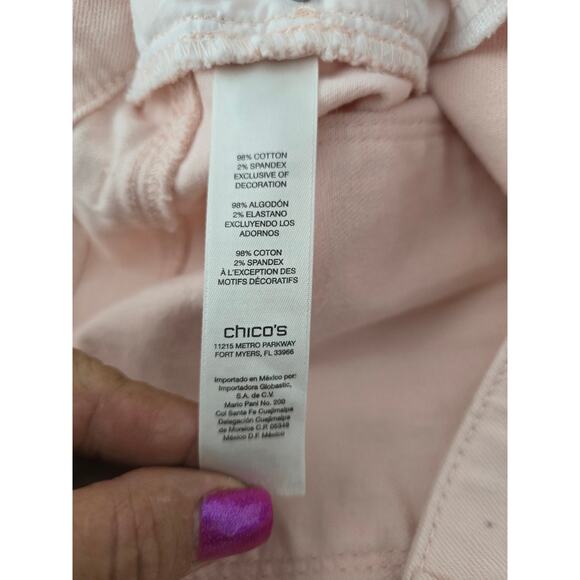 98% COTTON
2% SPANDEX
EXCLUSIVE OF
DECORATION
98% ALGODÓN
2% ELASTANO
EXCLUYENDO LOS
ADORNOS
98% COTON
2% SPANDEX
À L'EXCEPTION DES
MOTIFS DÉCORATIFS
chico's
11215 METRO PARKWAY
FORT MYERS, FL 33966
Importado en México por:
Importadora Globastic,
S.A. de C.V.
Mario Pani No. 200
Col Santa Fe Cuajimalpa
Delegación Cuajimalpa
de Morelos C.P. 05348
México D.F. México